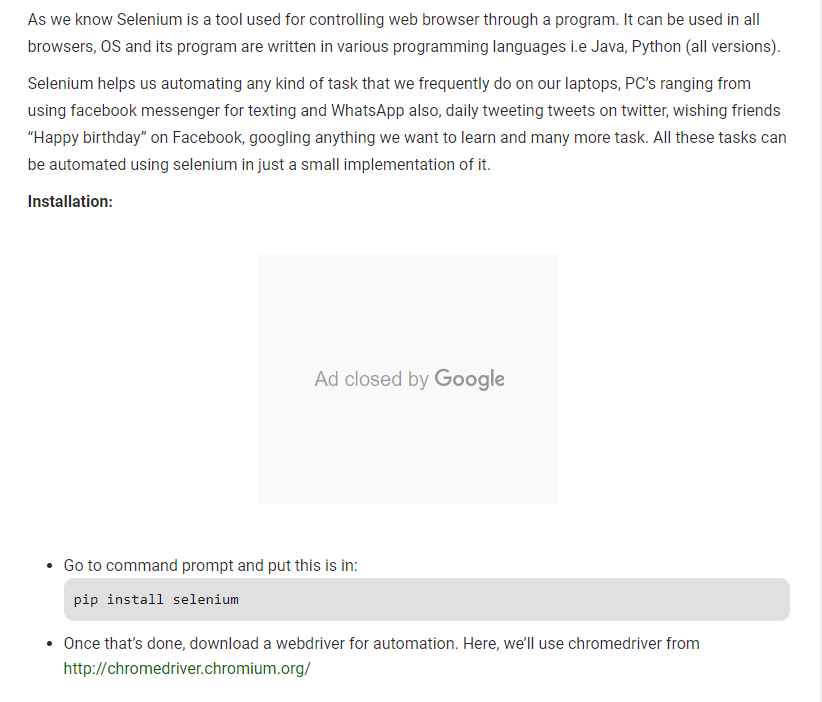 As we know Selenium is a tool used for controlling web browser through a program. It can be used in all
browsers, OS and its program are written in various programming languages i.e Java, Python (all versions).
Selenium helps us automating any kind of task that we frequently do on our laptops, PC’s ranging from
using facebook messenger for texting and WhatsApp also, daily tweeting tweets on twitter, wishing friends
“Happy birthday” on Facebook, googling anything we want to learn and many more task. All these tasks can
be automated using selenium in just a small implementation of it.
Installation:
Ad closed by Google
• Go to command prompt and put this is in:
pip install selenium
• Once that’s done, download a webdriver for automation. Here, we’ll use chromedriver from
http://chromedriver.chromium.org/